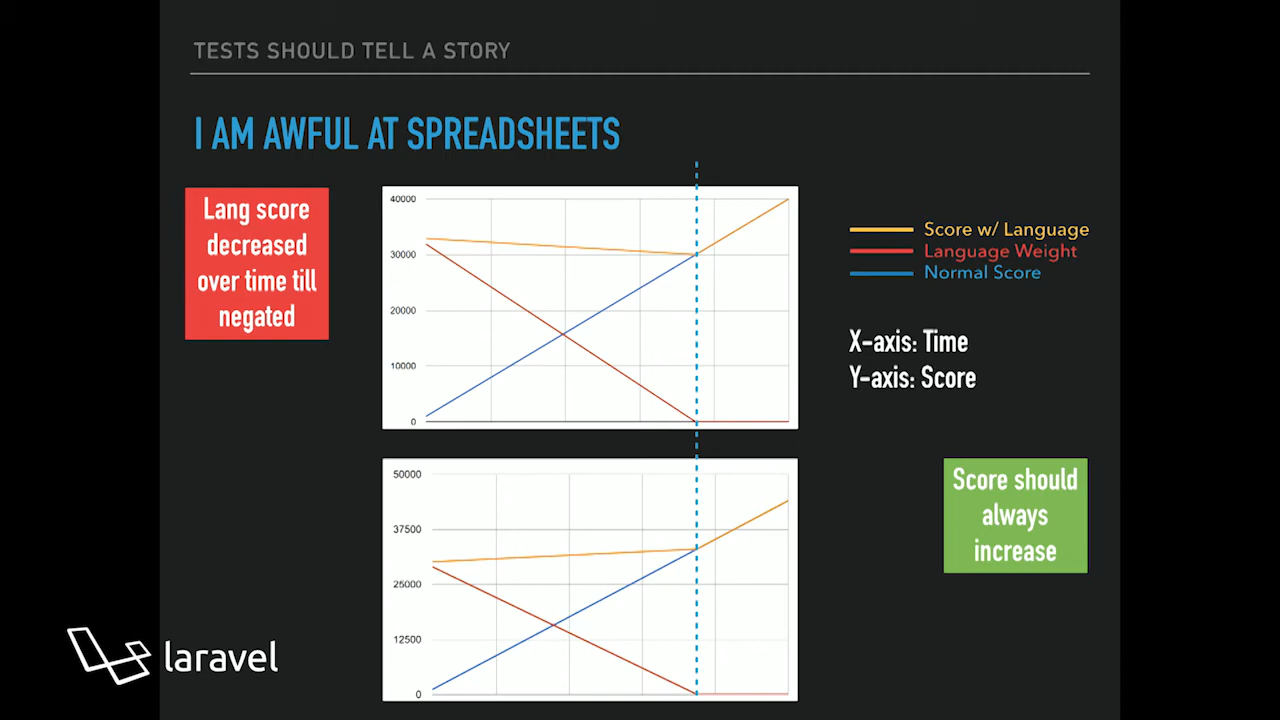 TESTS SHOULD TELL A STORY
I AM AWFUL AT SPREADSHEETS
Lang score
decreased
over time till
negated
40000
30000
20000
10000
0
Score w/ Language
Language Weight
Normal Score
X-axis: Time
Y-axis: Score
50000
37500
25000
12500
0
Score should
always
increase
laravel